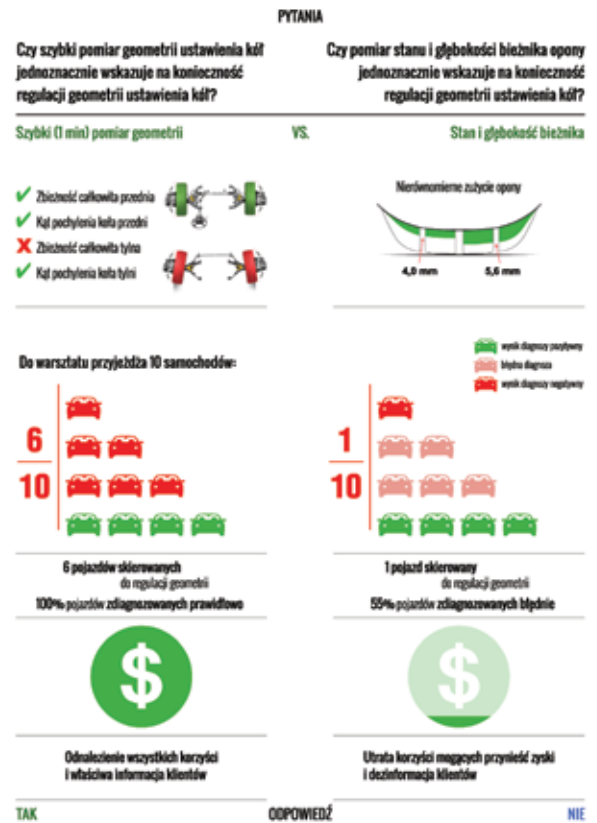 PYTANIA
Czy szybki pomiar geometrii ustawienia kół
jednoznacznie wskazuje na konieczność
regulacji geometrii ustawienia kół?
Czy pomiar stanu i głębokości bieżnika opony
jednoznacznie wskazuje na konieczność
regulacji geometrii ustawienia kół?
Szybki (1 min) pomiar geometrii
VS.
Stan i głębokość bieżnika
Zbieżność całkowita przednia
Kąt pochylenia koła przedni
Zbieżność całkowita tylna
Kąt pochylenia koła tylni
Nierównomierne zużycie opony
4,0 mm
5,6 mm
Do warsztatu przyjeżdża 10 samochodów:
wynik diagnozy pozytywny
błędna diagnoza
wynik diagnozy negatywny
6
10
1
10
6 pojazdów skierowanych
do regulacji geometrii
100% pojazdów zdiagnozowanych prawidłowo
1 pojazd skierowany
do regulacji geometrii
55% pojazdów zdiagnozowanych błędnie
$
$
Odnalezienie wszystkich korzyści
i właściwa informacja klientów
Utrata korzyści mogących przynieść zyski
i dezinformacja klientów
TAK
ODPOWIEDŹ
NIE